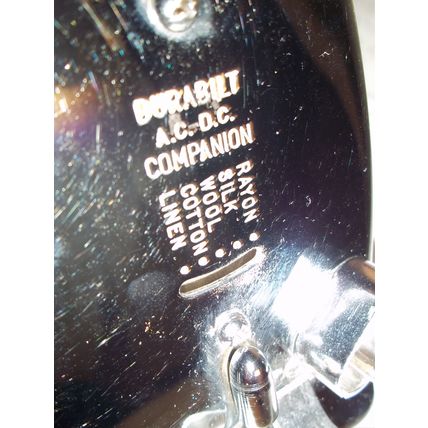 DURABILT
A.C.-D.C.
COMPANION
RAYON
SILK
WOOL
COTTON
LINEN